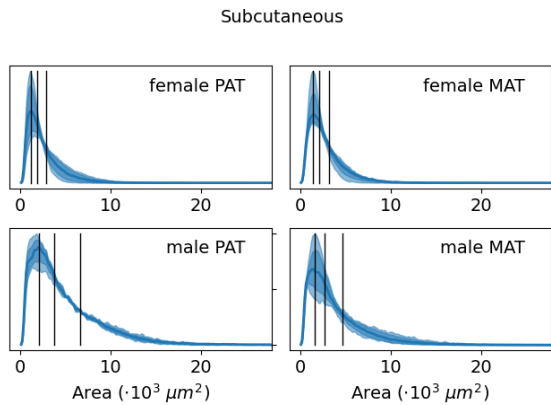 Subcutaneous
female PAT
female MAT
0 10 20
0 10 20
male PAT
male MAT
0 10 20
0 10 20
Area (·10³ μm²)
Area (·10³ μm²)